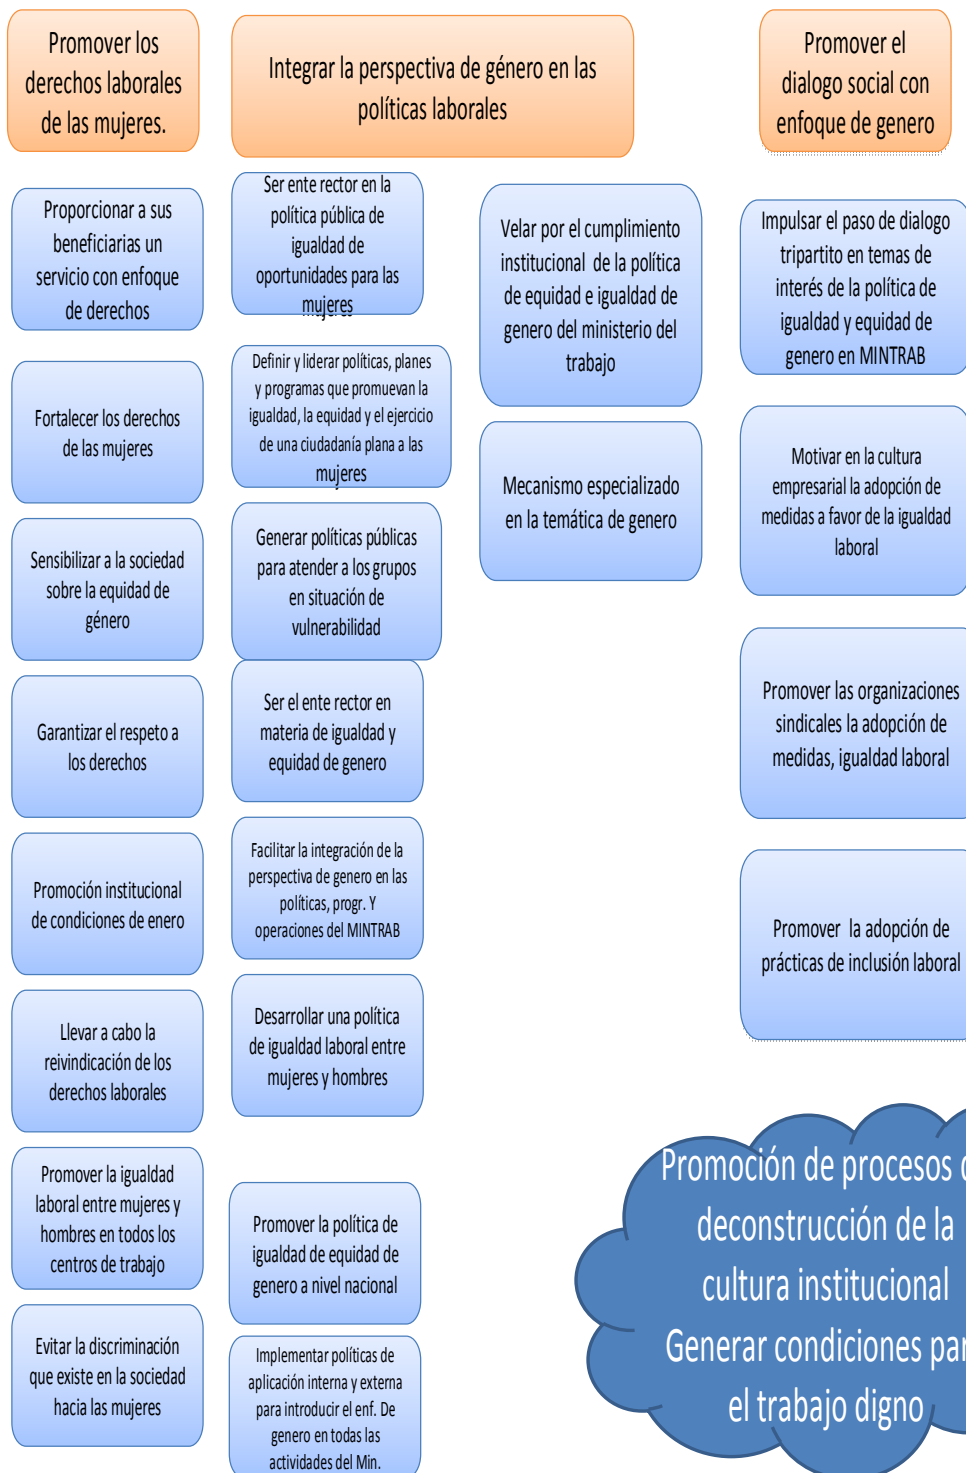 Promover los
derechos laborales
de las mujeres.
Integrar la perspectiva de género en las
políticas laborales
Promover el
dialogo social con
enfoque de genero
Proporcionar a sus
beneficiarias un
servicio con enfoque
de derechos
Fortalecer los derechos
de las mujeres
Sensibilizar a la sociedad
sobre la equidad de
género
Garantizar el respeto a
los derechos
Promoción institucional
de condiciones de enero
Llevar a cabo la
reivindicación de los
derechos laborales
Promover la igualdad
laboral entre mujeres y
hombres en todos los
centros de trabajo
Evitar la discriminación
que existe en la sociedad
hacia las mujeres
Ser ente rector en la
política pública de
igualdad de
oportunidades para las
mujeres
Definir y liderar políticas, planes
y programas que promuevan la
igualdad, la equidad y el ejercicio
de una ciudadanía plana a las
mujeres
Generar políticas públicas
para atender a los grupos
en situación de
vulnerabilidad
Ser el ente rector en
materia de igualdad y
equidad de genero
Facilitar la integración de la
perspectiva de genero en las
políticas, progr. Y
operaciones del MINTRAB
Desarrollar una política
de igualdad laboral entre
mujeres y hombres
Promover la política de
igualdad de equidad de
genero a nivel nacional
Implementar políticas de
aplicación interna y externa
para introducir el enf. De
genero en todas las
actividades del Min.
Velar por el cumplimiento
institucional de la política
de equidad e igualdad de
genero del ministerio del
trabajo
Mecanismo especializado
en la temática de genero
Impulsar el paso de dialogo
tripartito en temas de
interés de la política de
igualdad y equidad de
genero en MINTRAB
Motivar en la cultura
empresarial la adopción de
medidas a favor de la igualdad
laboral
Promover las organizaciones
sindicales la adopción de
medidas, igualdad laboral
Promover la adopción de
prácticas de inclusión laboral
Promoción de procesos
deconstrucción de la
cultura institucional
Generar condiciones
el trabajo digno